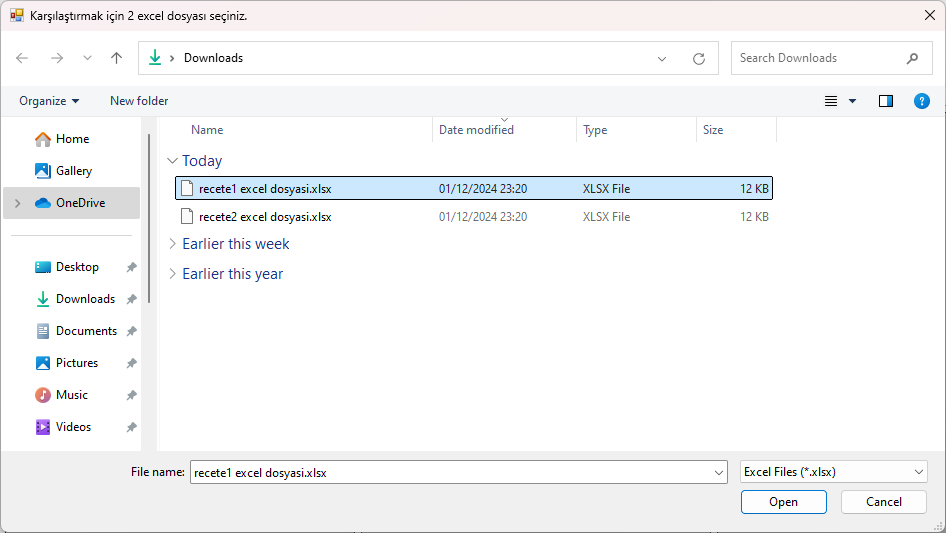 Karşılaştırmak için 2 excel dosyası seçiniz.
Downloads
Search Downloads
Organize
New folder
Home
Gallery
OneDrive
Desktop
Downloads
Documents
Pictures
Music
Videos
Name Date modified Type Size
Today
recete1 excel dosyasi.xlsx 01/12/2024 23:20 XLSX File 12 KB
recete2 excel dosyasi.xlsx 01/12/2024 23:20 XLSX File 12 KB
Earlier this week
Earlier this year
File name: recete1 excel dosyasi.xlsx Excel Files (*.xlsx)
Open Cancel